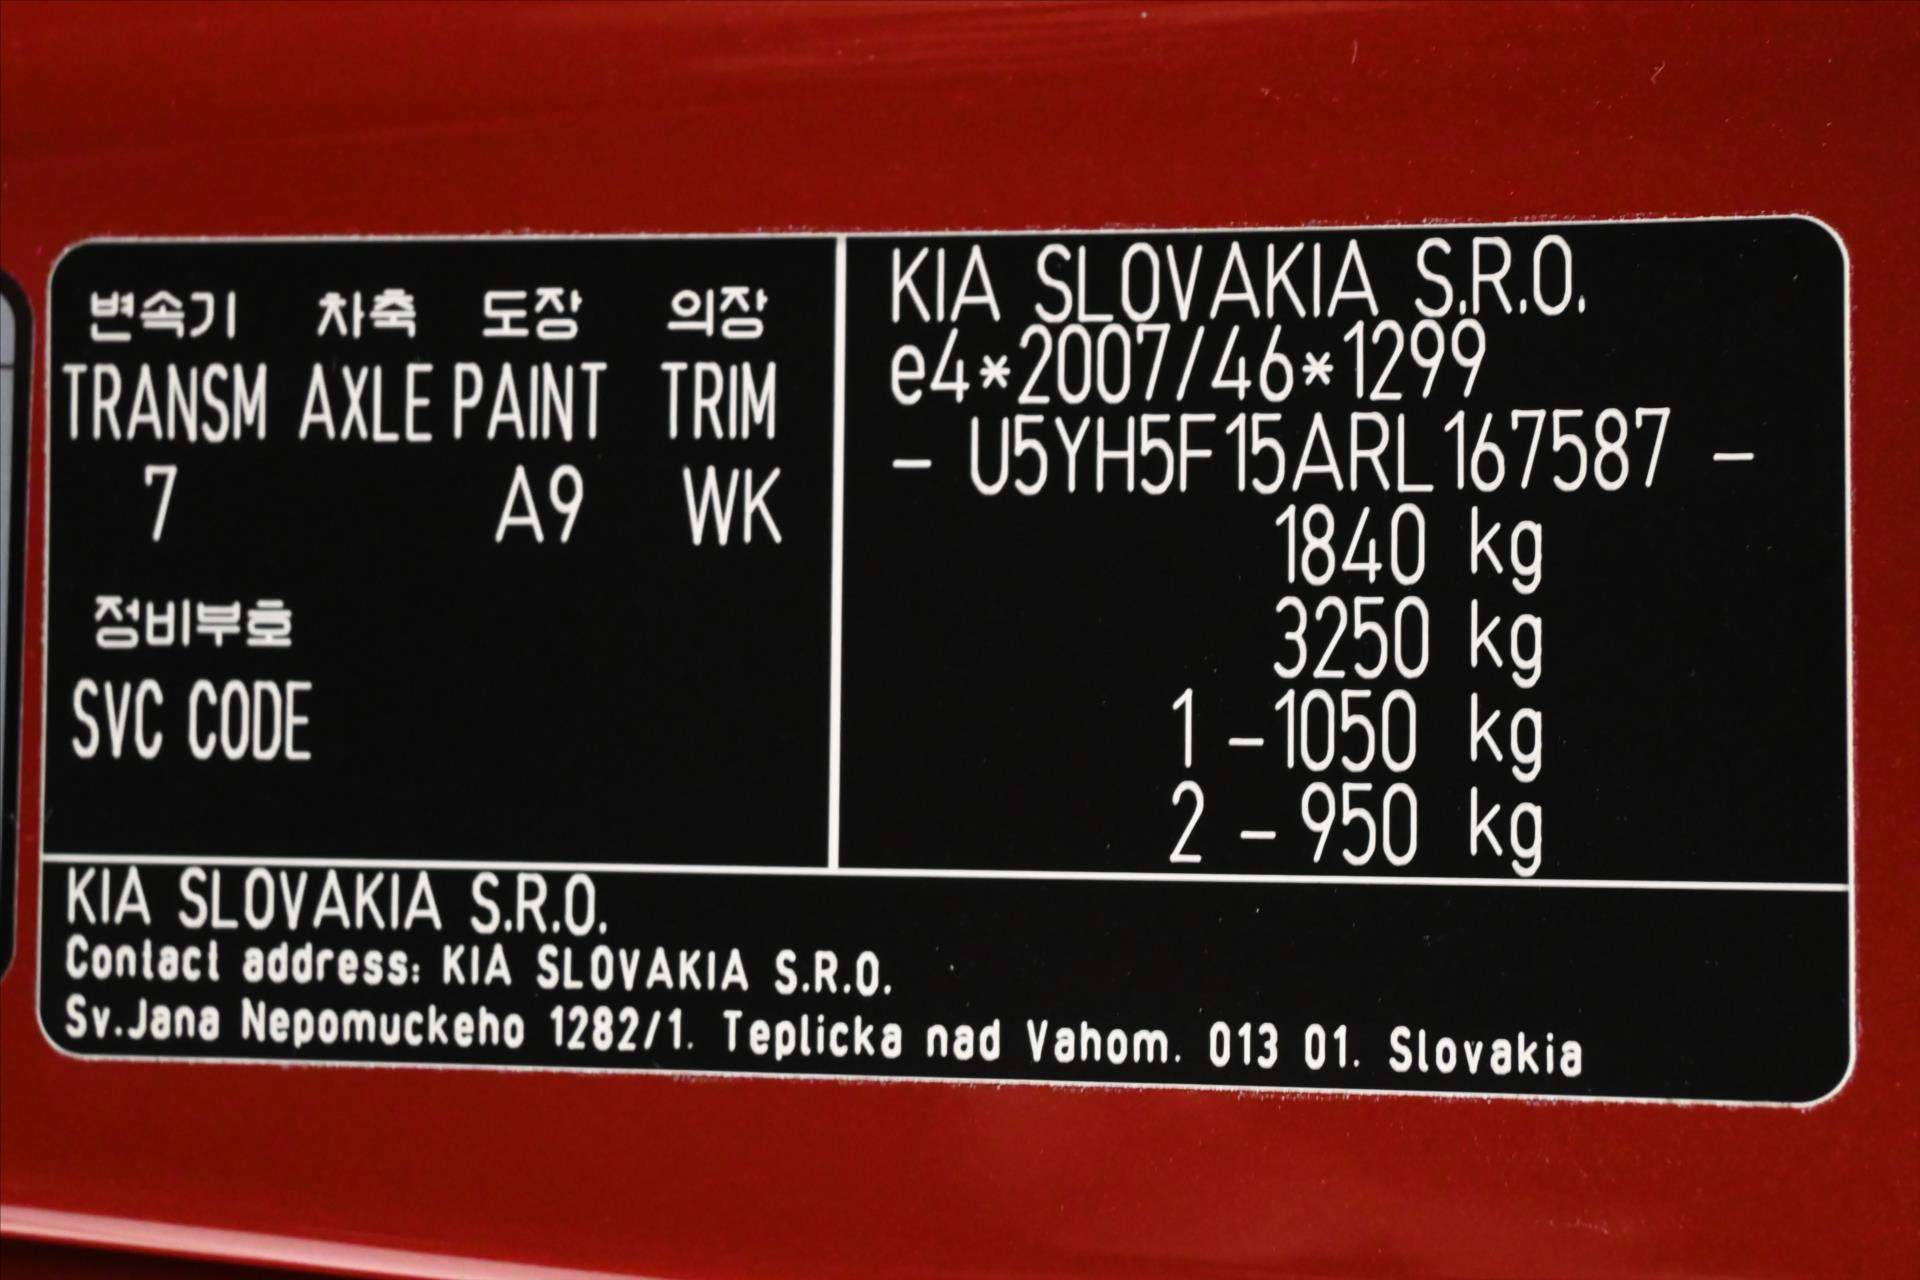 변속기 차축 도장 의장
TRANSM AXLE PAINT TRIM
7 A9 WK
정비부호
SVC CODE
KIA SLOVAKIA S.R.O.
e4*2007/46*1299
- U5YH5F15ARL167587 -
1840 kg
3250 kg
1 -1050 kg
2 - 950 kg
KIA SLOVAKIA S.R.O.
Contact address: KIA SLOVAKIA S.R.O.
Sv.Jana Nepomuckeho 1282/1. Teplicka nad Vahom. 013 01. Slovakia